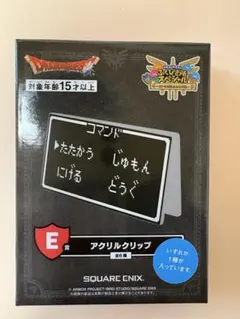 DRAGON QUEST
対象年齢15才以上
コマンド
▶たたかう じゅもん
にげる どうぐ
E賞
アクリルクリップ
全6種
いずれか
1種が
入っています。
SQUARE ENIX